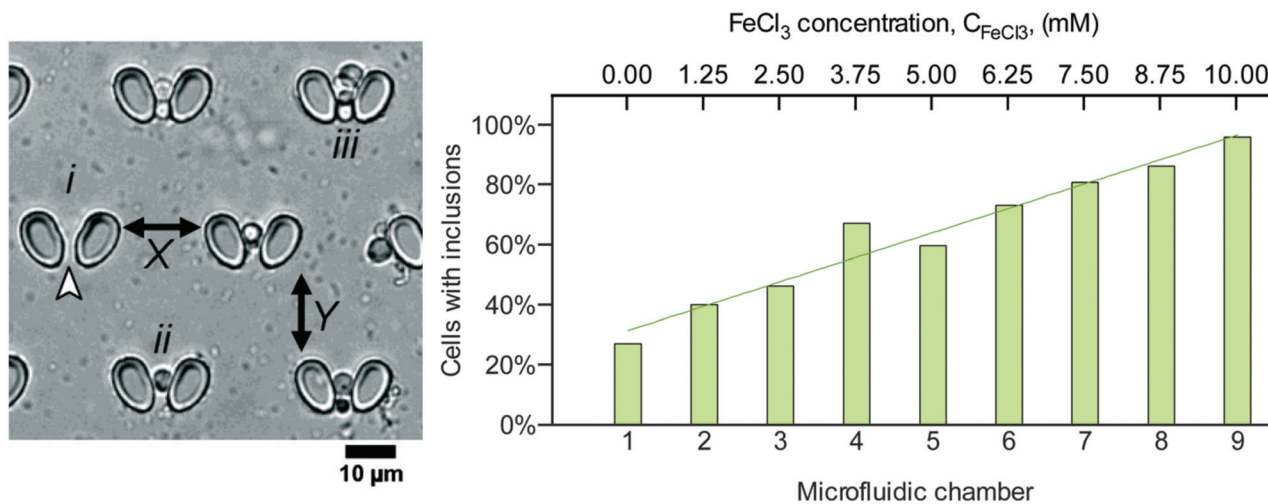 i
ii
iii
X
Y
10 µm
FeCl3 concentration, CFeCl3, (mM)
0.00 1.25 2.50 3.75 5.00 6.25 7.50 8.75 10.00
Cells with inclusions
100%
80%
60%
40%
20%
0%
1 2 3 4 5 6 7 8 9
Microfluidic chamber